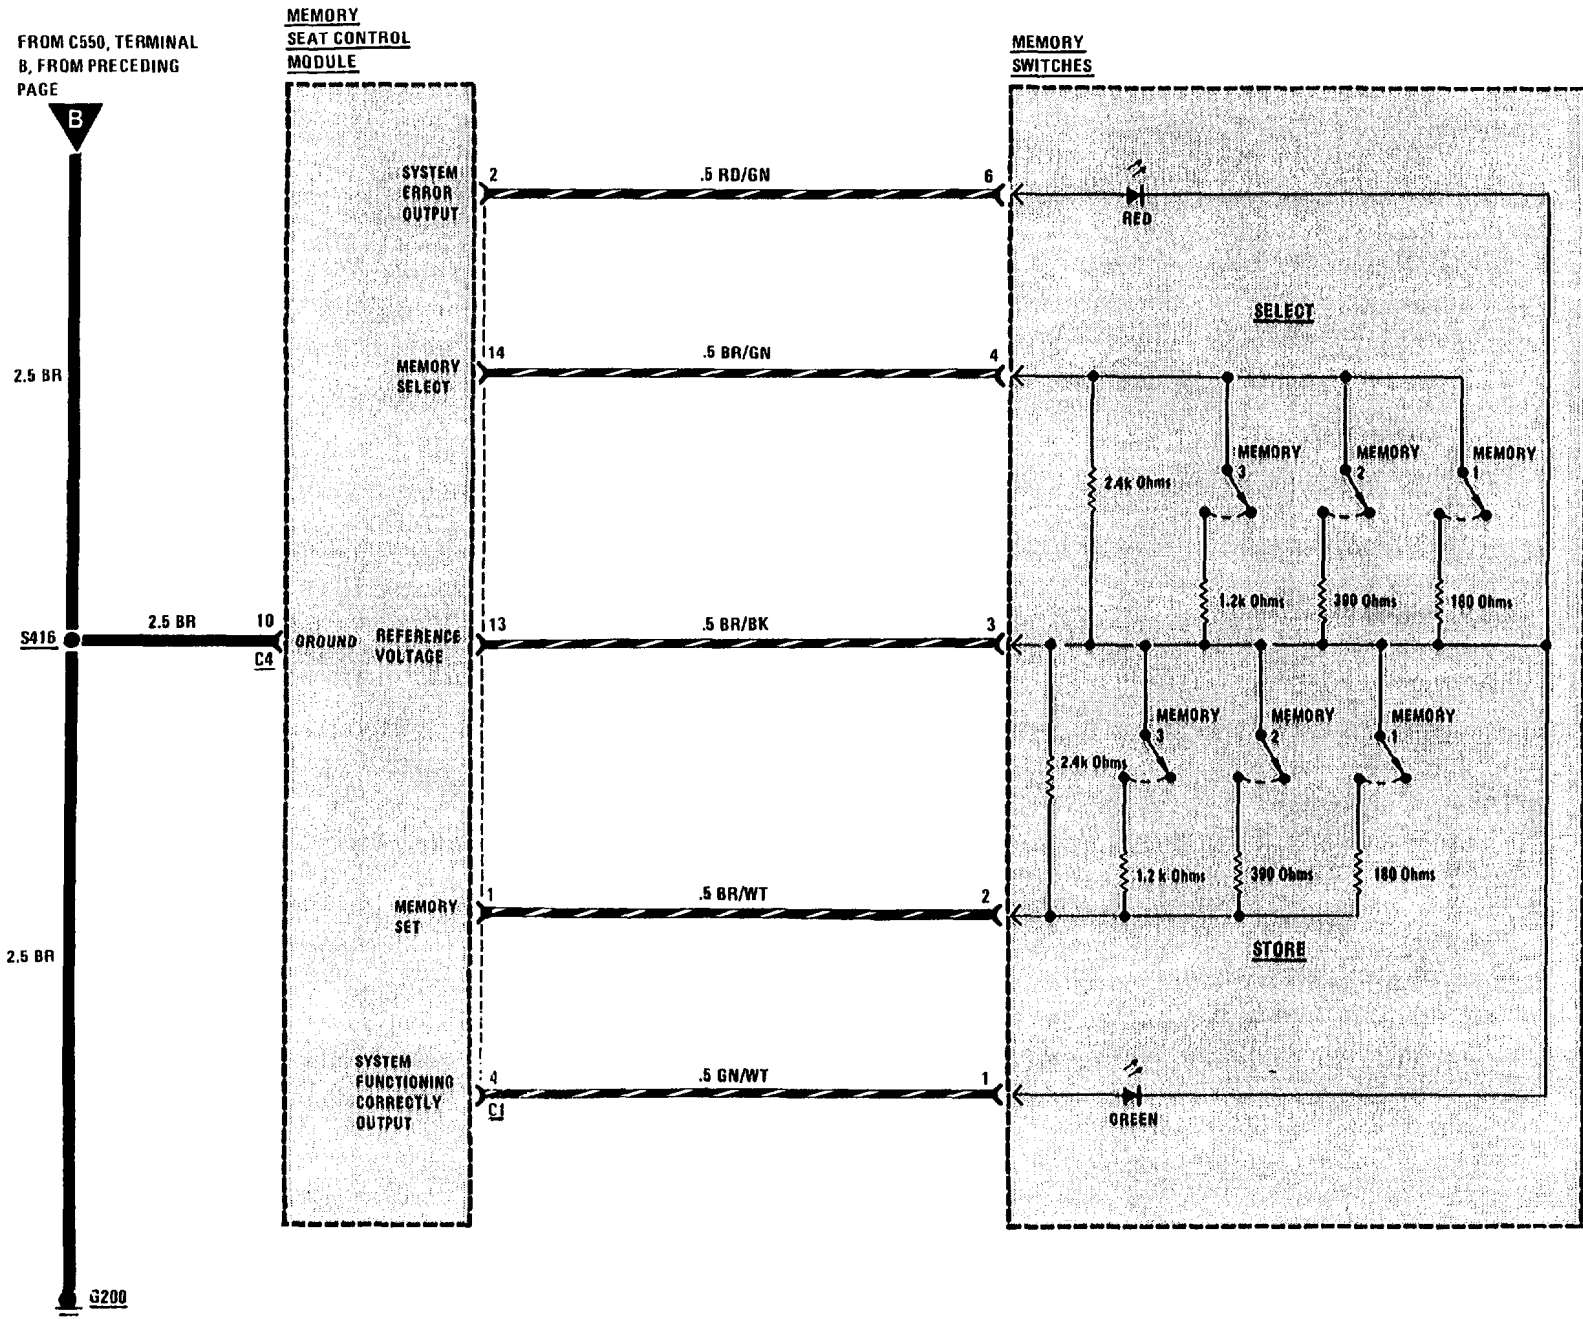 MEMORY
SEAT CONTROL
MODULE
FROM C550, TERMINAL
B, FROM PRECEDING
PAGE
B
MEMORY
SWITCHES
SYSTEM
ERROR
OUTPUT
2
.5 RD/GN
6
RED
SELECT
2.5 BR
MEMORY
SELECT
14
.5 BR/GN
4
MEMORY
3
MEMORY
2
MEMORY
1
2.4k Ohms
1.2k Ohms
390 Ohms
180 Ohms
S416
2.5 BR
10
C4
GROUND
REFERENCE
VOLTAGE
13
.5 BR/BK
3
MEMORY
3
MEMORY
2
MEMORY
1
2.4k Ohms
1.2 k Ohms
390 Ohms
180 Ohms
MEMORY
SET
1
.5 BR/WT
2
STORE
2.5 BR
SYSTEM
FUNCTIONING
CORRECTLY
OUTPUT
4
C1
.5 GN/WT
1
GREEN
G200